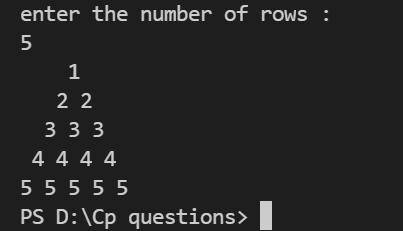 enter the number of rows :
5
    1
   2 2
  3 3 3
 4 4 4 4
5 5 5 5 5
PS D:\Cp questions>